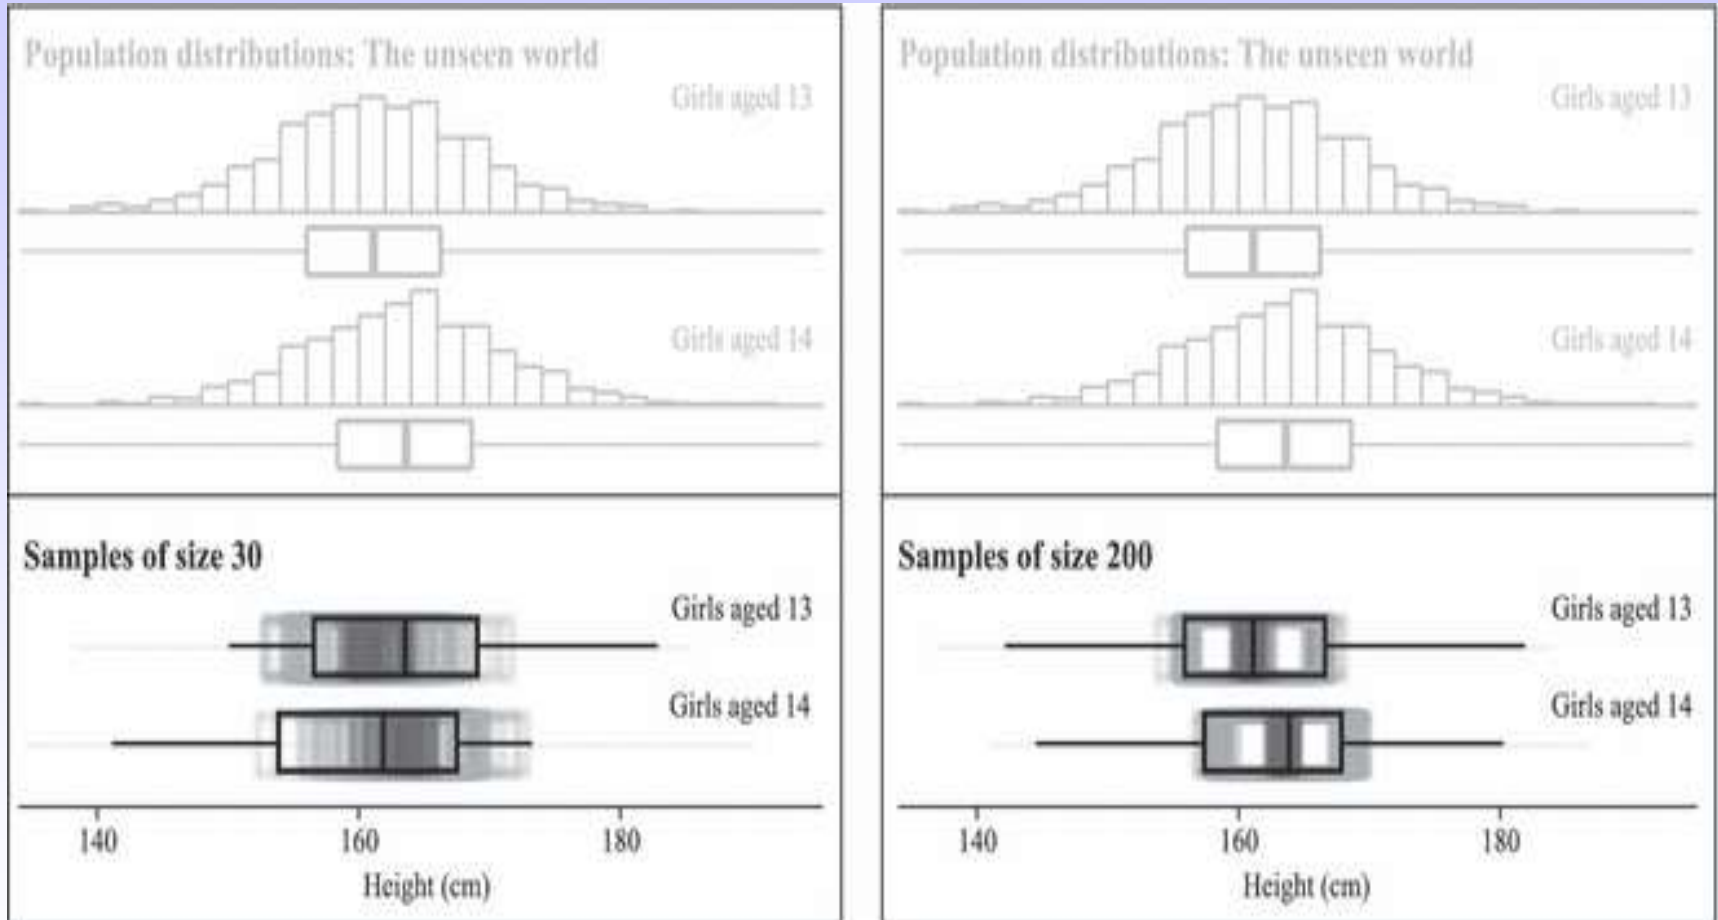 Population distributions: The unseen world
Girls aged 13
Girls aged 14
Samples of size 30
Girls aged 13
Girls aged 14
140 160 180
Height (cm)
Population distributions: The unseen world
Girls aged 13
Girls aged 14
Samples of size 200
Girls aged 13
Girls aged 14
140 160 180
Height (cm)